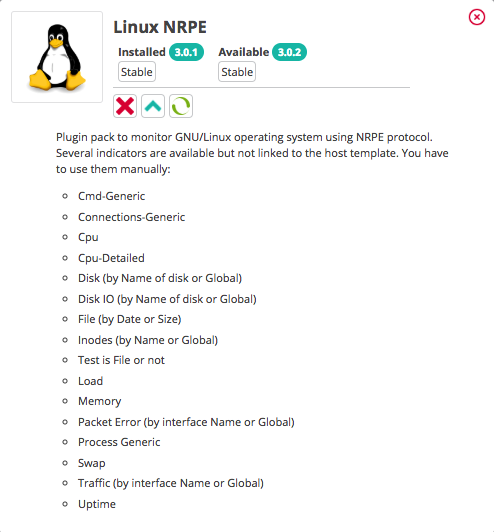 Linux NRPE
Installed 3.0.1 Available 3.0.2
Stable Stable
Plugin pack to monitor GNU/Linux operating system using NRPE protocol.
Several indicators are available but not linked to the host template. You have
to use them manually:
Cmd-Generic
Connections-Generic
Cpu
Cpu-Detailed
Disk (by Name of disk or Global)
Disk IO (by Name of disk or Global)
File (by Date or Size)
Inodes (by Name or Global)
Test is File or not
Load
Memory
Packet Error (by interface Name or Global)
Process Generic
Swap
Traffic (by interface Name or Global)
Uptime